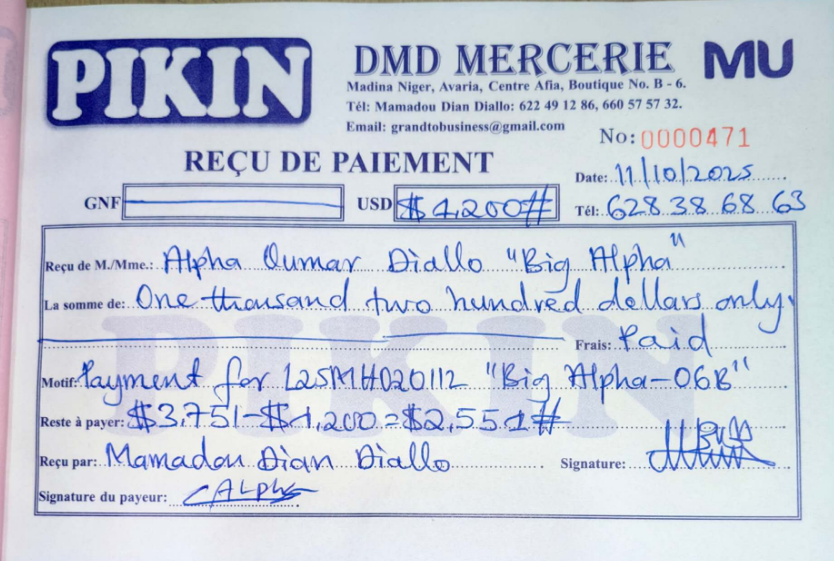 PIKIN
DMD MERCERIE
MU
Madina Niger, Avaria, Centre Afia, Boutique No. B - 6.
Tél: Mamadou Dian Diallo: 622 49 12 86, 660 57 57 32.
Email: grandtobusiness@gmail.com
No: 0000471
REÇU DE PAIEMENT
Date: 11/10/2025
GNF
USD $1,200#
Tél: 628 38 68 63
Reçu de M./Mme.: Alpha Oumar Diallo "Big Alpha"
La somme de: One thousand two hundred dollars only.
Frais: Paid
Motif: Payment for L25MH020112 "Big Alpha-06B"
Reste à payer: $3,751-$1,200=$2,551#
Reçu par: Mamadou Dian Diallo
Signature:
Signature du payeur: Alpha
PIKIN